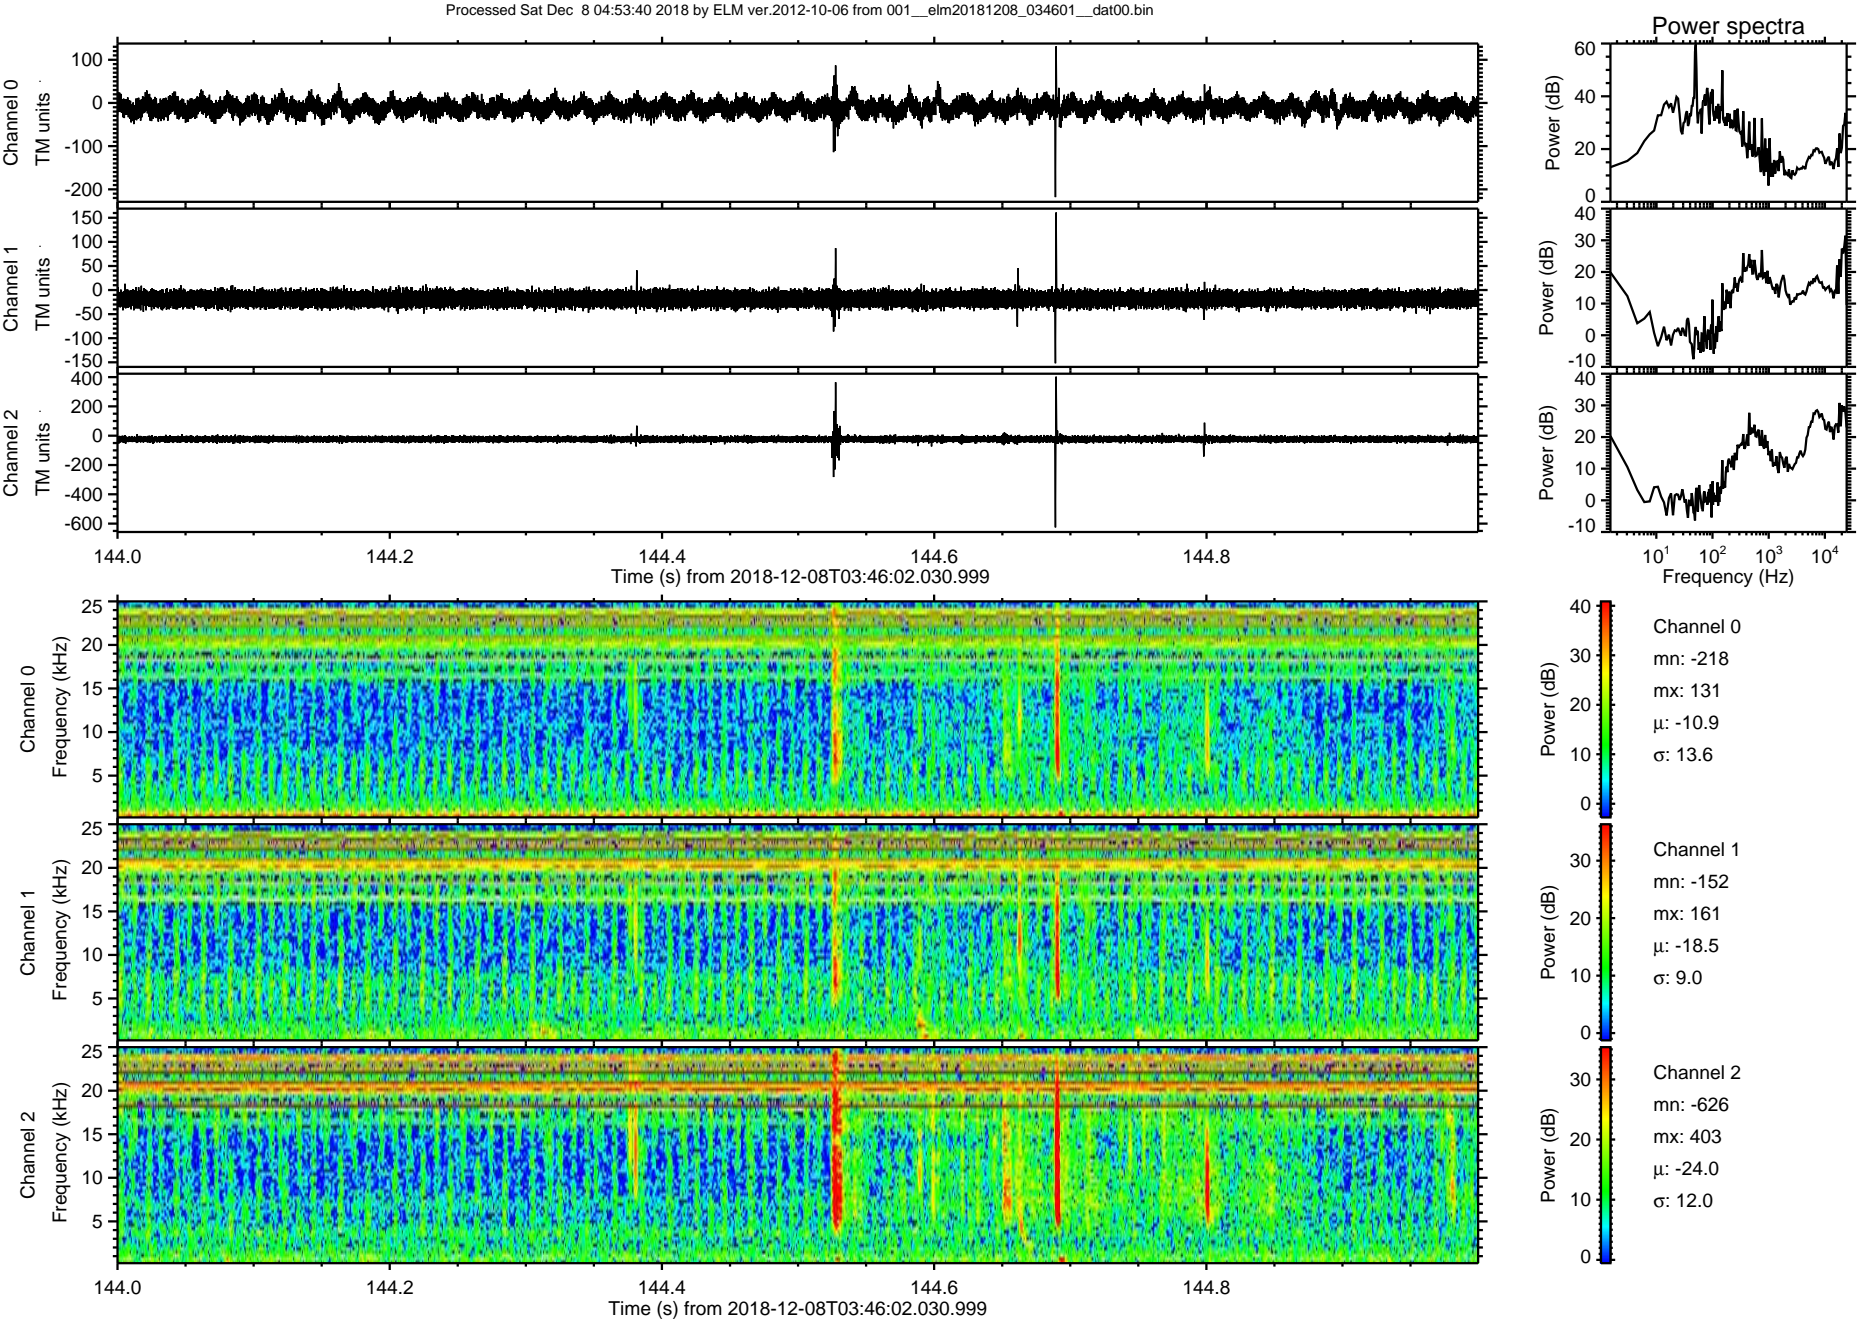 Processed Sat Dec  8 04:53:40 2018 by ELM ver.2012-10-06 from 001__elm20181208_034601__dat00.bin
Power spectra
Channel 0
TM units
100
0
-100
-200
Power (dB)
60
40
20
0
Channel 1
TM units
150
100
50
0
-50
-100
-150
Power (dB)
40
30
20
10
0
-10
Channel 2
TM units
400
200
0
-200
-400
-600
Power (dB)
40
30
20
10
0
-10
144.0 144.2 144.4 144.6 144.8
Time (s) from 2018-12-08T03:46:02.030.999
10^1 10^2 10^3 10^4
Frequency (Hz)
Channel 0
Frequency (kHz)
25
20
15
10
5
Power (dB)
40
30
20
10
0
Channel 0
mn: -218
mx: 131
μ: -10.9
σ: 13.6
Channel 1
Frequency (kHz)
25
20
15
10
5
Power (dB)
30
20
10
0
Channel 1
mn: -152
mx: 161
μ: -18.5
σ: 9.0
Channel 2
Frequency (kHz)
25
20
15
10
5
Power (dB)
30
20
10
0
Channel 2
mn: -626
mx: 403
μ: -24.0
σ: 12.0
144.0 144.2 144.4 144.6 144.8
Time (s) from 2018-12-08T03:46:02.030.999